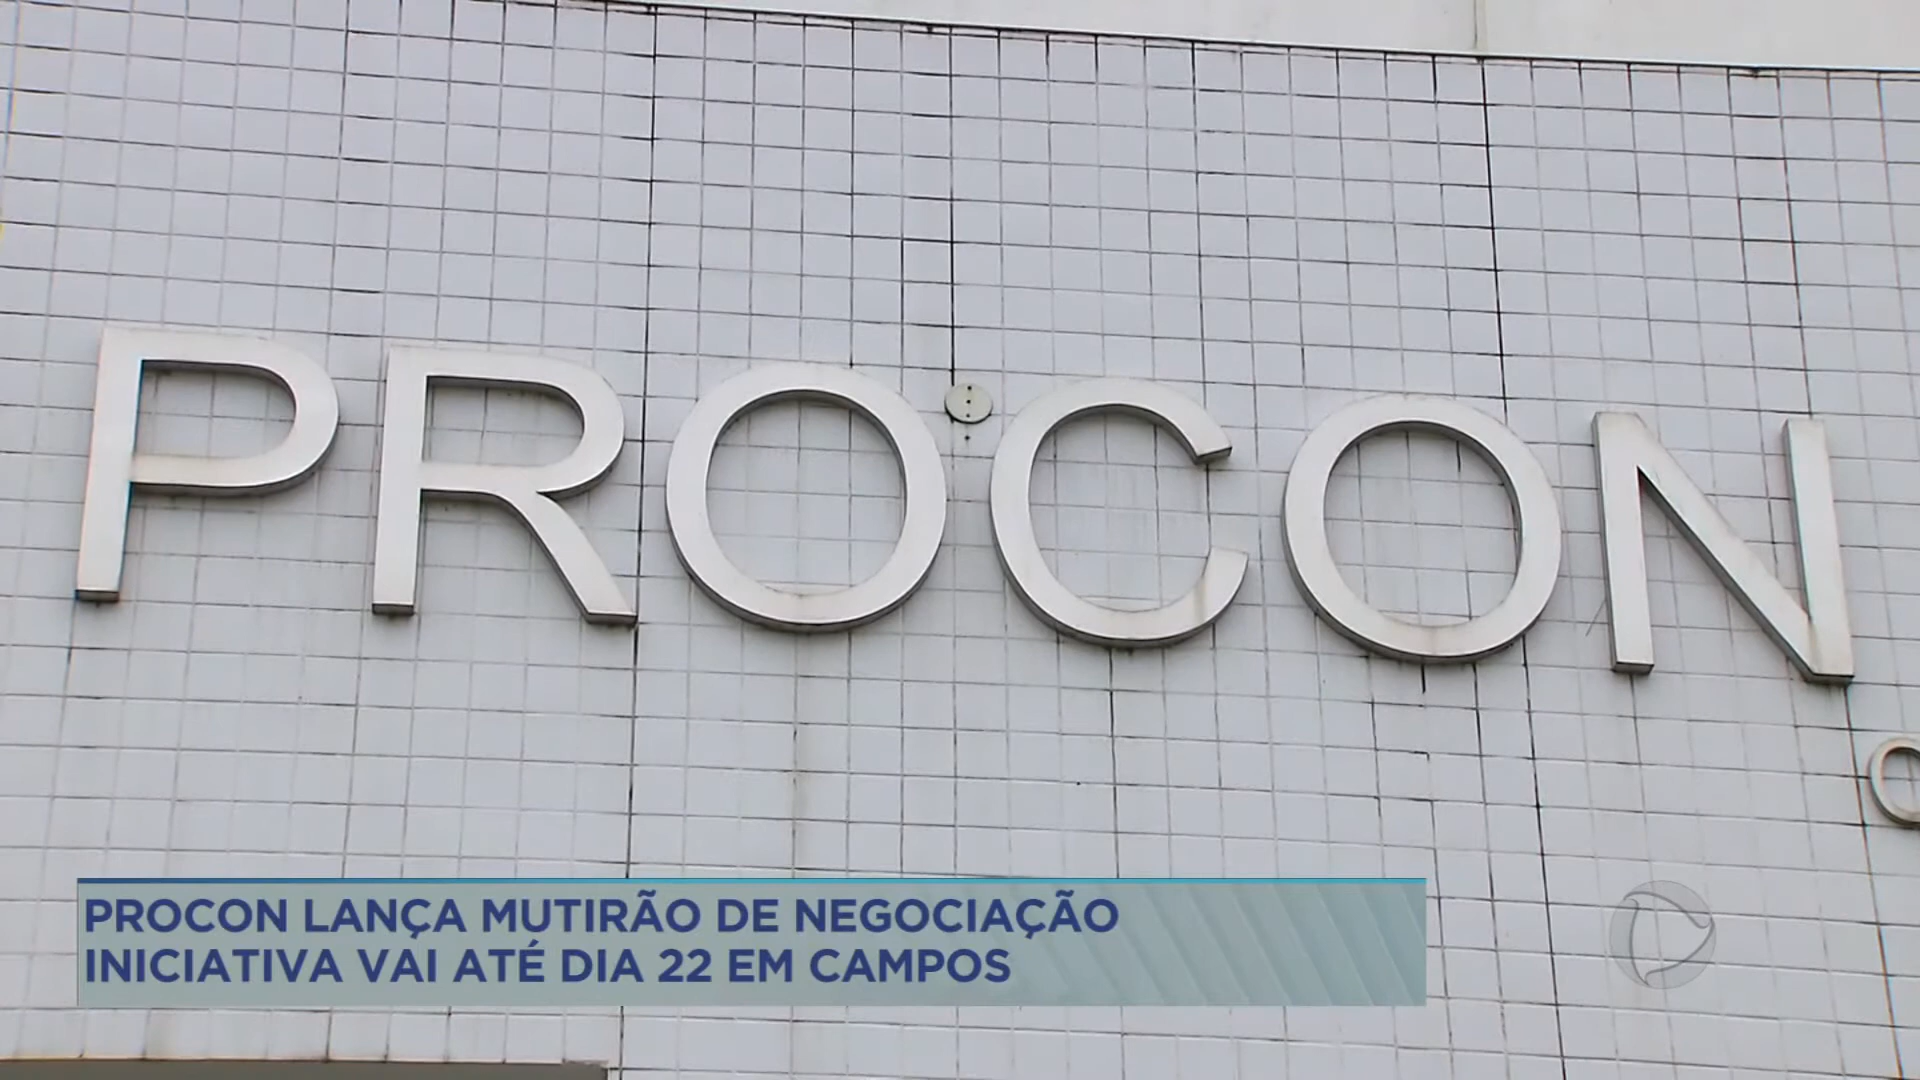 PROCON
PROCON LANÇA MUTIRÃO DE NEGOCIAÇÃO
INICIATIVA VAI ATÉ DIA 22 EM CAMPOS